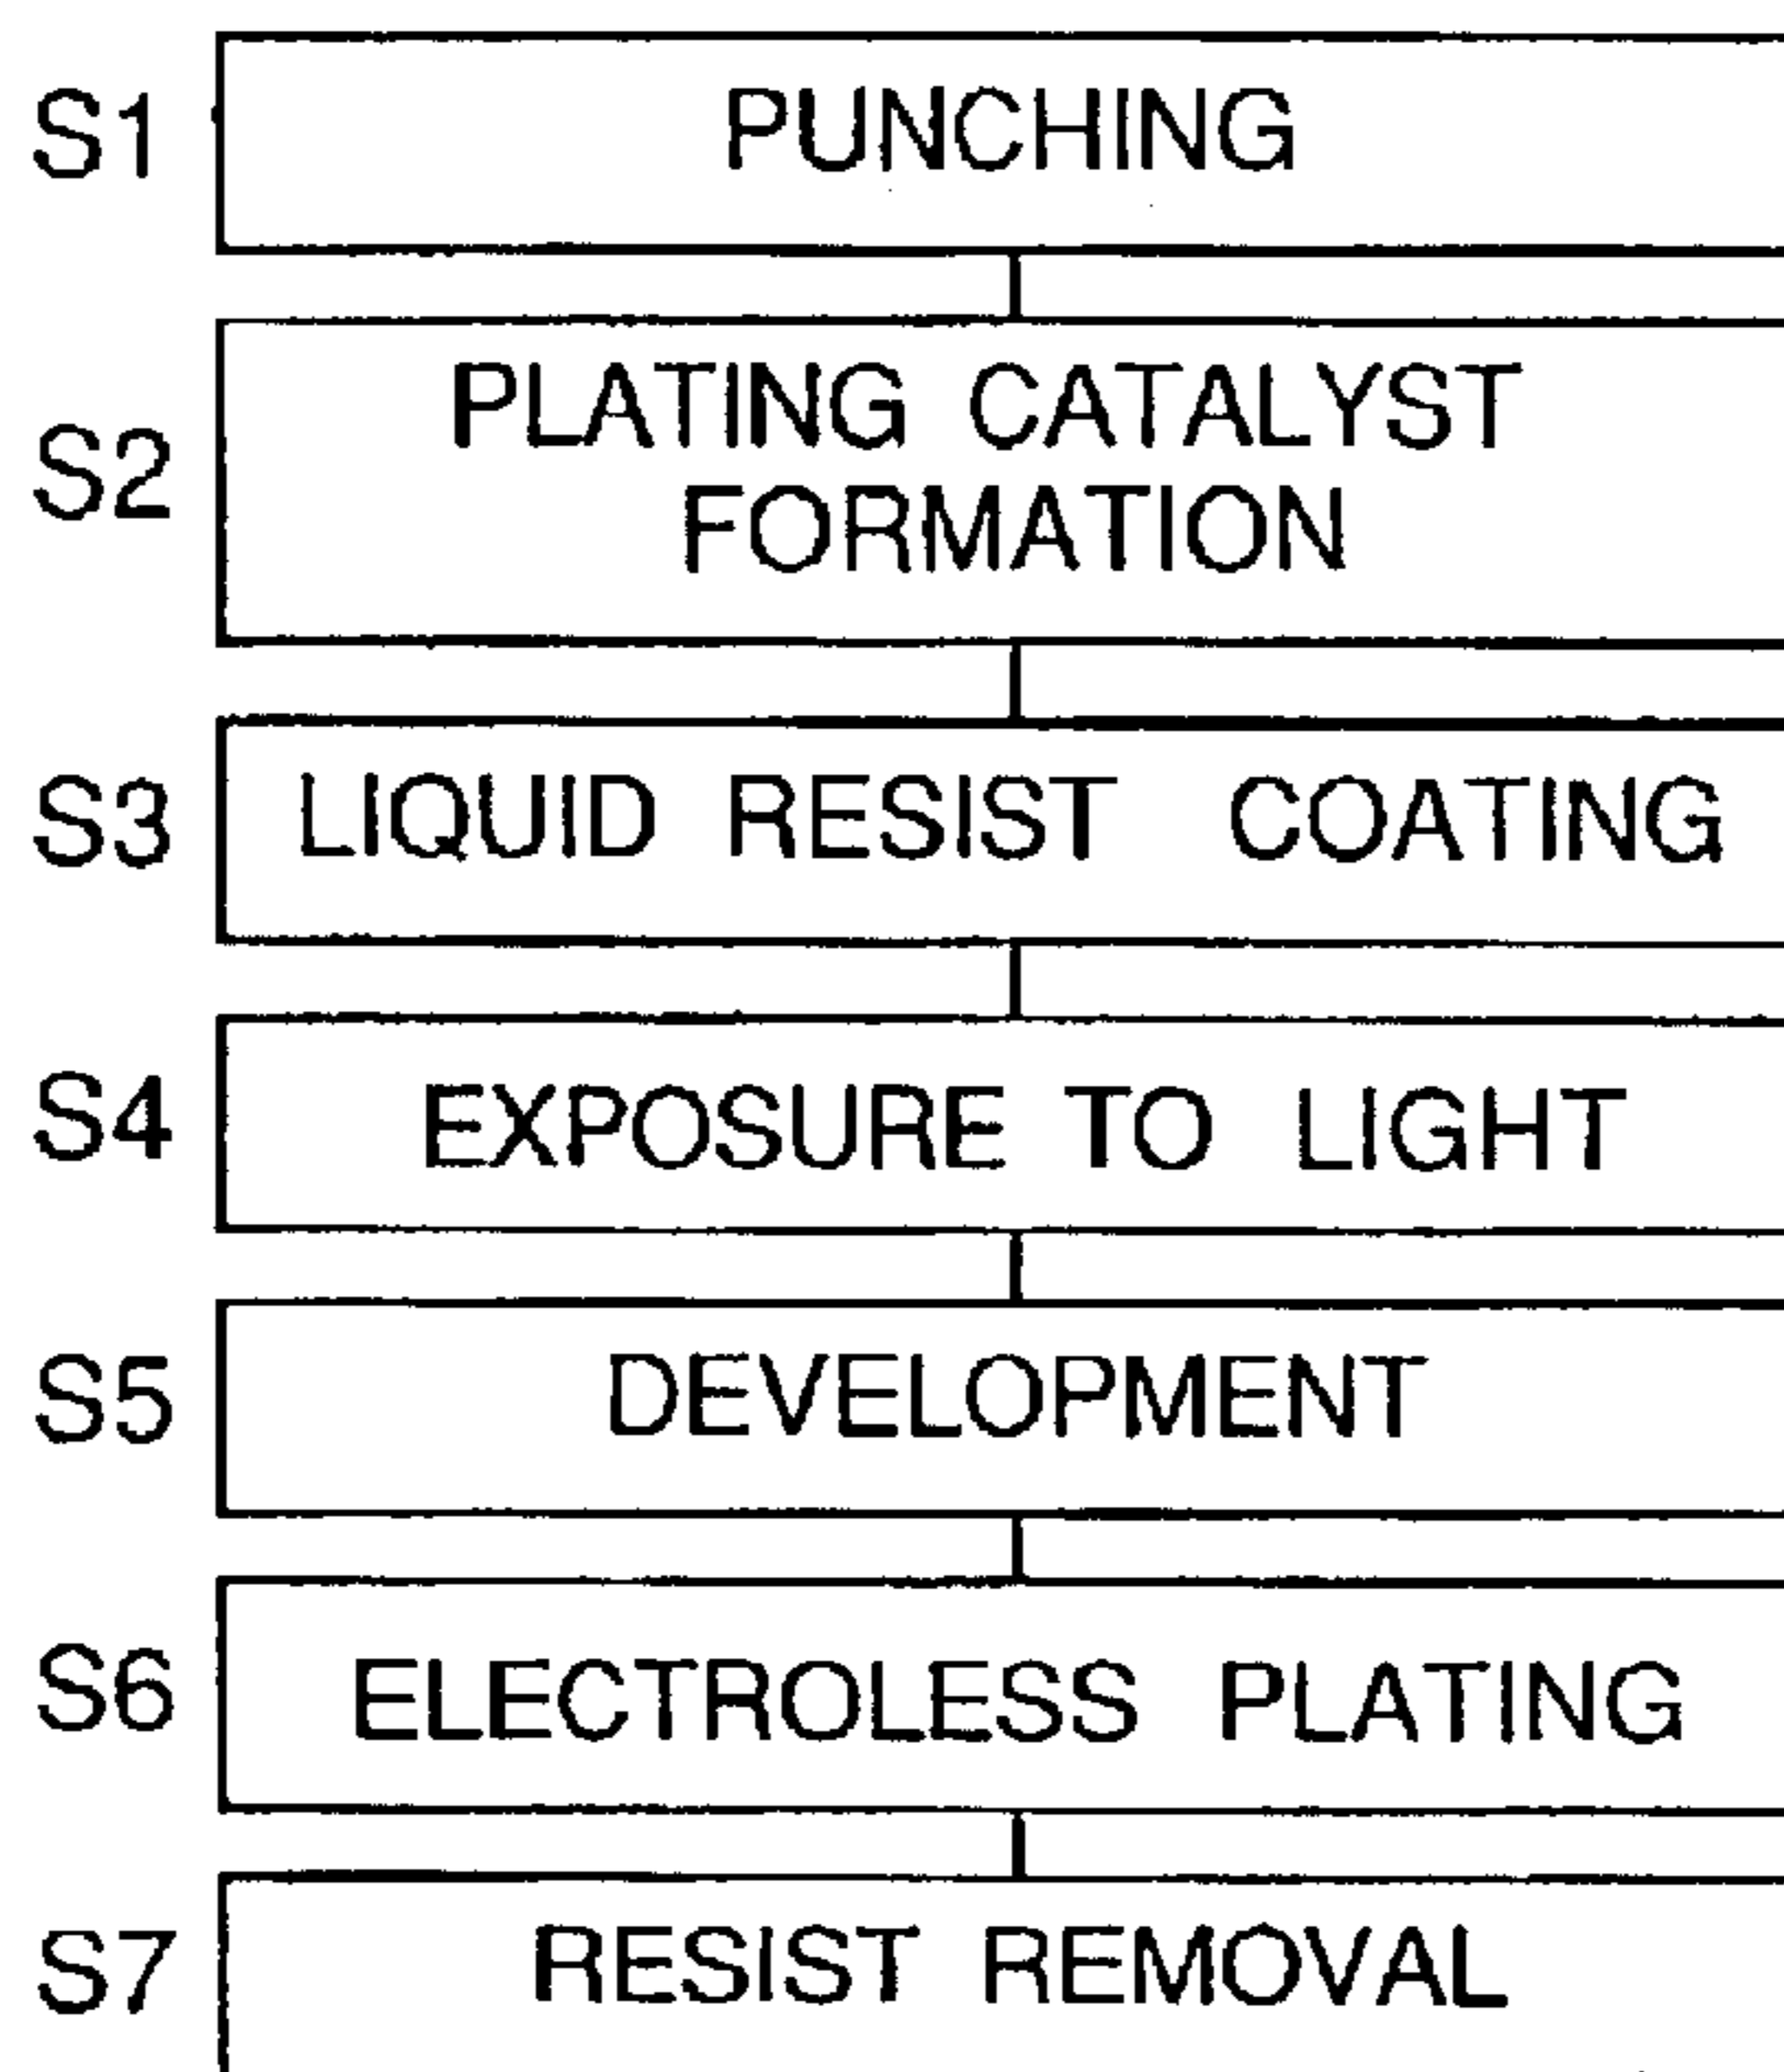 S1 PUNCHING
S2 PLATING CATALYST
FORMATION
S3 LIQUID RESIST COATING
S4 EXPOSURE TO LIGHT
S5 DEVELOPMENT
S6 ELECTROLESS PLATING
S7 RESIST REMOVAL